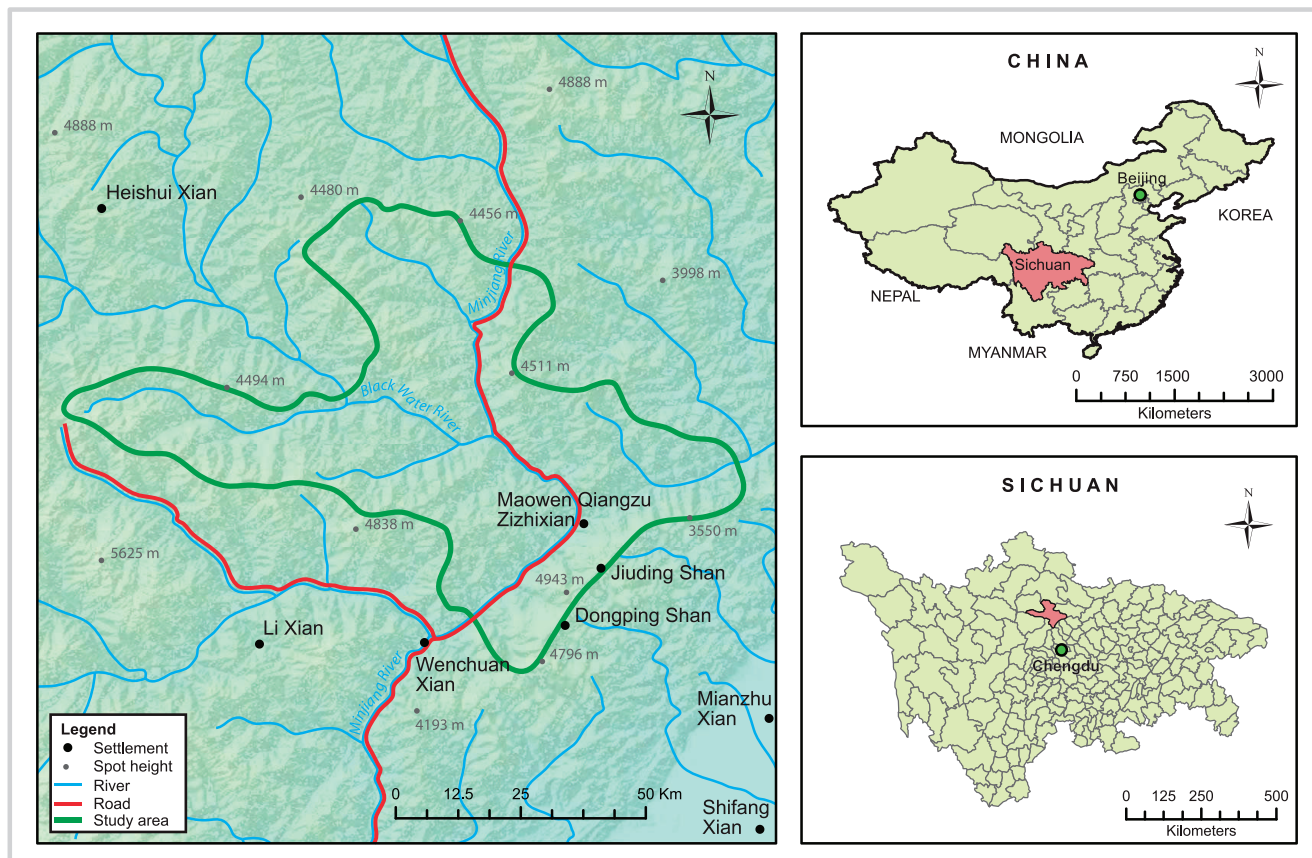 N
4888 m
4888 m
Heishui Xian
4480 m
4456 m
Minjiang River
3998 m
4511 m
4494 m
Black Water River
Maowen Qiangzu
Zizhixian
4838 m
3550 m
5625 m
Jiuding Shan
4943 m
Dongping Shan
Li Xian
Wenchuan
Xian
4796 m
Minjiang River
Mianzhu
Xian
4193 m
Legend
Settlement
Spot height
River
Road
Study area
0 12.5 25 50 Km
Shifang
Xian
CHINA
N
MONGOLIA
Beijing
KOREA
Sichuan
NEPAL
MYANMAR
0 750 1500 3000
Kilometers
SICHUAN
N
Chengdu
0 125 250 500
Kilometers